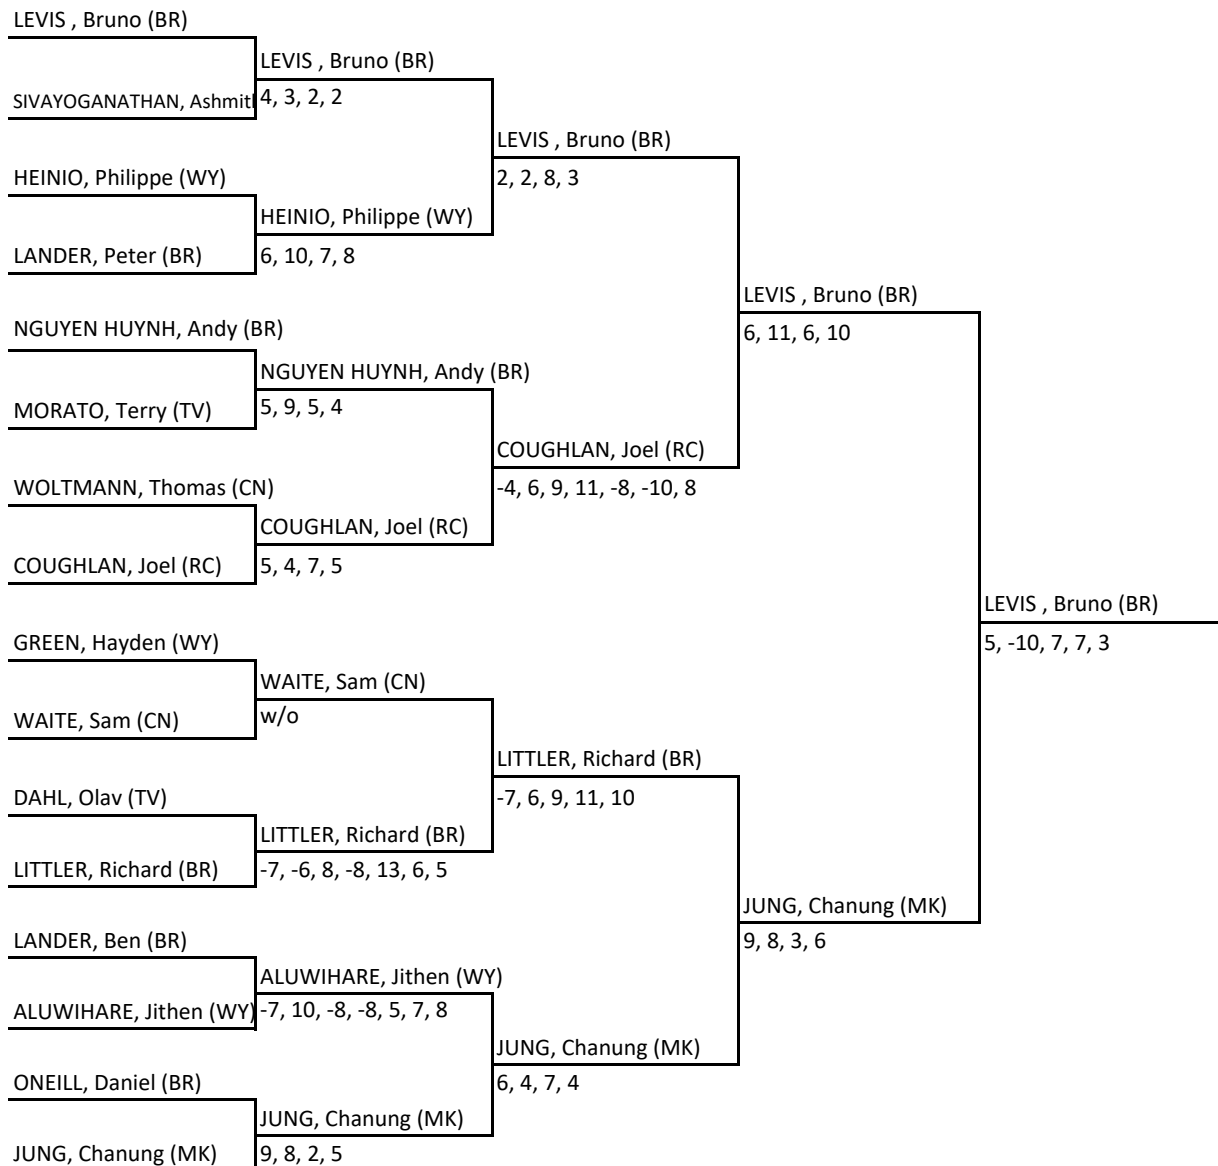 LEVIS , Bruno (BR)
LEVIS , Bruno (BR)
SIVAYOGANATHAN, Ashmit
4, 3, 2, 2
LEVIS , Bruno (BR)
HEINIO, Philippe (WY)
2, 2, 8, 3
HEINIO, Philippe (WY)
LANDER, Peter (BR)
6, 10, 7, 8
LEVIS , Bruno (BR)
NGUYEN HUYNH, Andy (BR)
6, 11, 6, 10
NGUYEN HUYNH, Andy (BR)
MORATO, Terry (TV)
5, 9, 5, 4
COUGHLAN, Joel (RC)
WOLTMANN, Thomas (CN)
-4, 6, 9, 11, -8, -10, 8
COUGHLAN, Joel (RC)
COUGHLAN, Joel (RC)
5, 4, 7, 5
LEVIS , Bruno (BR)
GREEN, Hayden (WY)
5, -10, 7, 7, 3
WAITE, Sam (CN)
WAITE, Sam (CN)
w/o
LITTLER, Richard (BR)
DAHL, Olav (TV)
-7, 6, 9, 11, 10
LITTLER, Richard (BR)
LITTLER, Richard (BR)
-7, -6, 8, -8, 13, 6, 5
JUNG, Chanung (MK)
LANDER, Ben (BR)
9, 8, 3, 6
ALUWIHARE, Jithen (WY)
ALUWIHARE, Jithen (WY)
-7, 10, -8, -8, 5, 7, 8
JUNG, Chanung (MK)
ONEILL, Daniel (BR)
6, 4, 7, 4
JUNG, Chanung (MK)
JUNG, Chanung (MK)
9, 8, 2, 5